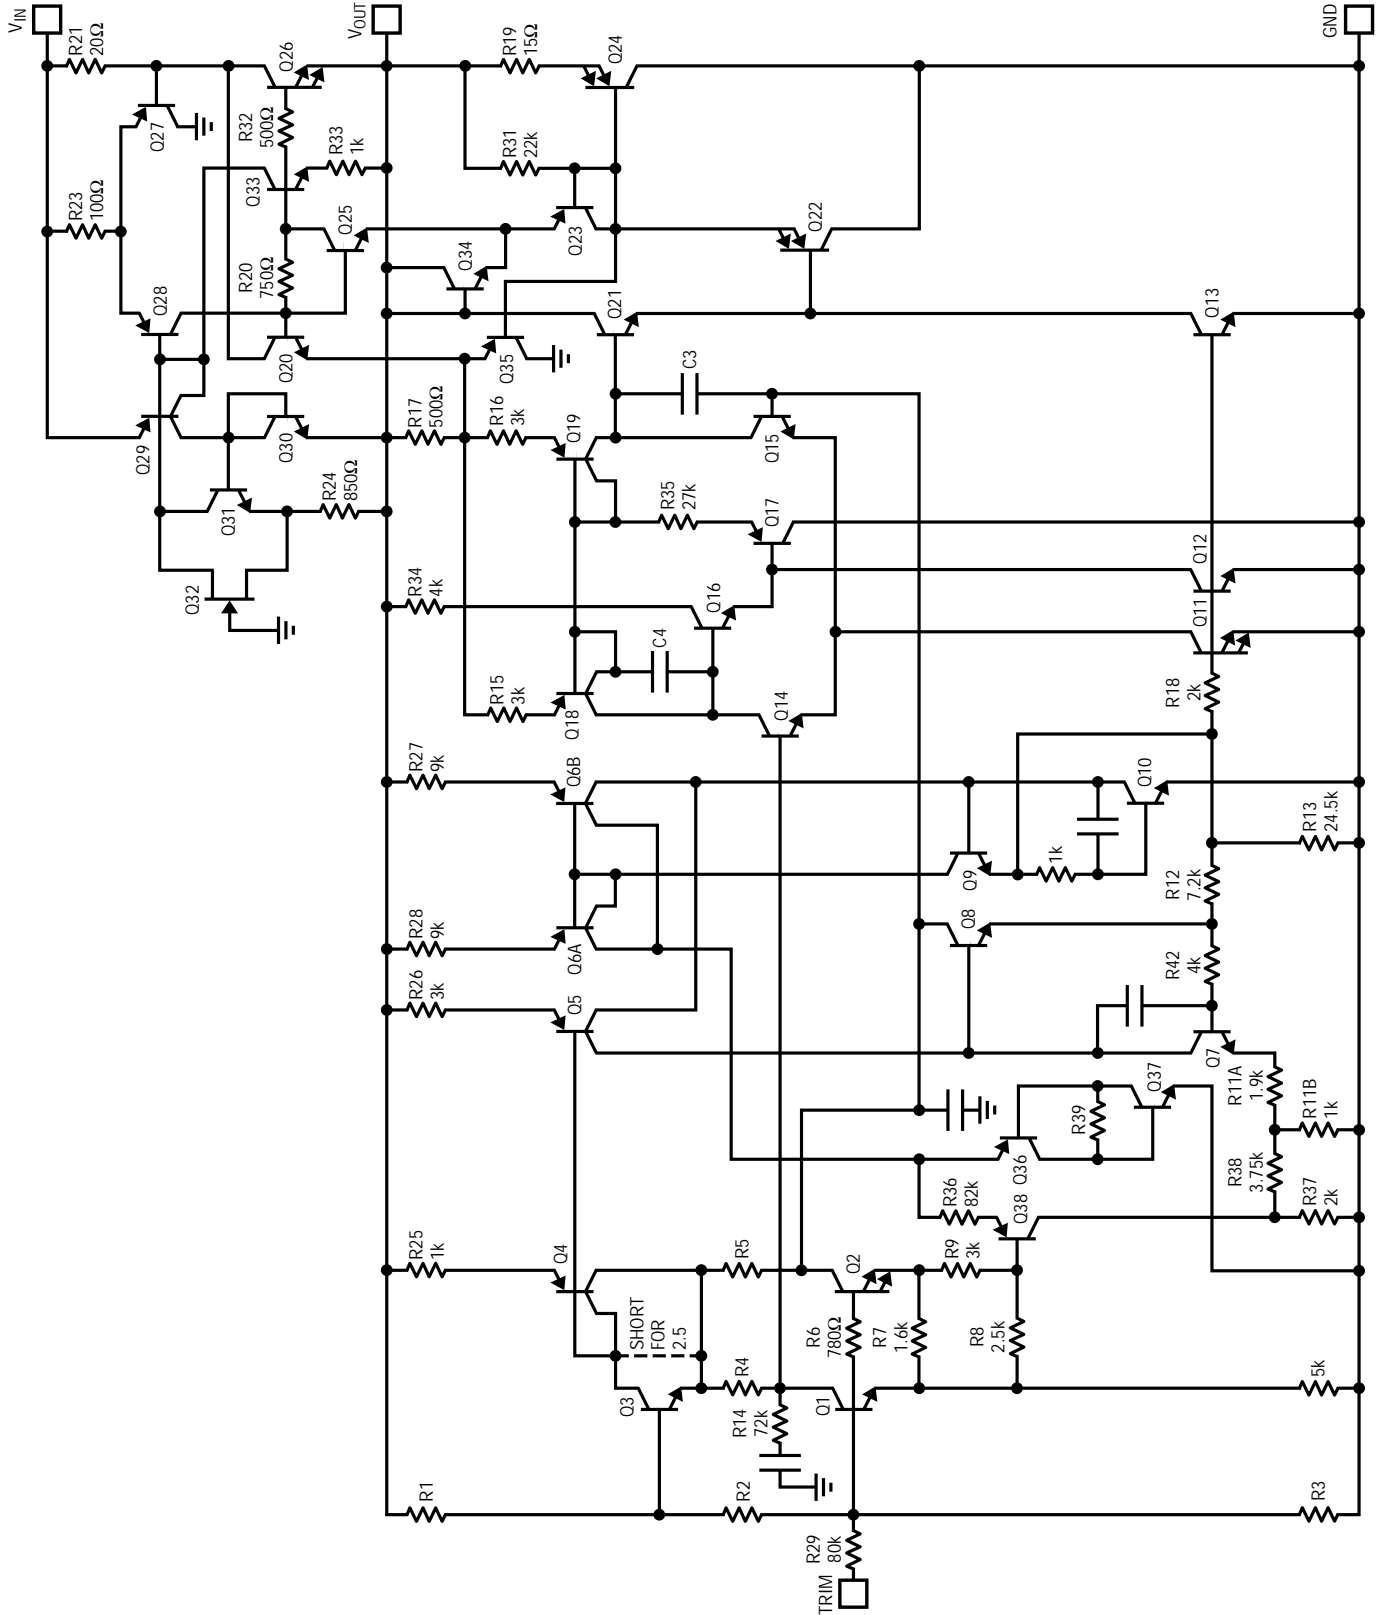 VIN
R21
20Ω
R23
100Ω
Q27
Q28
Q29
Q30
Q31
Q32
R24
850Ω
Q20
R20
750Ω
R32
500Ω
Q33
R33
1k
Q26
Q25
VOUT
R19
15Ω
R31
22k
Q24
Q23
Q34
Q35
Q22
Q21
Q13
GND
R17
500Ω
R16
3k
Q19
C3
Q15
R35
27k
Q17
R34
4k
Q16
C4
R15
3k
Q18
Q14
Q12
Q11
R18
2k
R27
9k
Q6B
Q10
1k
Q9
R13
24.5k
R12
7.2k
R28
9k
Q6A
Q8
R42
4k
R26
3k
Q5
Q7
R11A
1.9k
R11B
1k
Q37
R39
Q36
R38
3.75k
R37
2k
R36
82k
Q38
R25
1k
Q4
R5
Q2
R9
3k
SHORT
FOR
2.5
R6
780Ω
R7
1.6k
R8
2.5k
R4
Q3
R14
72k
Q1
5k
R1
R2
R3
R29
80k
TRIM